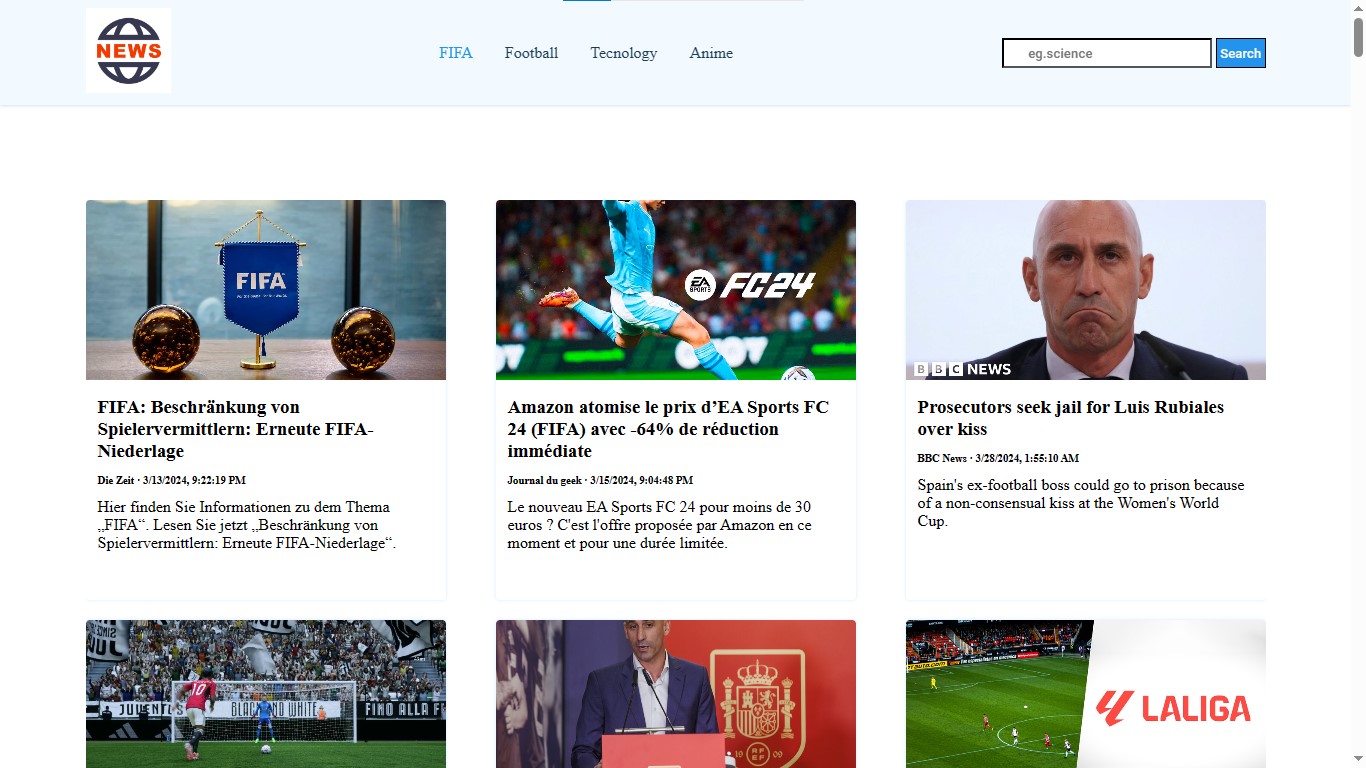 NEWS
FIFA
Football
Tecnology
Anime
eg.science
Search
FIFA
EA
SPORTS
FC24
BBC NEWS
FIFA: Beschränkung von
Spielervermittlern: Erneute FIFA-
Niederlage
Die Zeit · 3/13/2024, 9:22:19 PM
Hier finden Sie Informationen zu dem Thema
„FIFA“. Lesen Sie jetzt „Beschränkung von
Spielervermittlern: Erneute FIFA-Niederlage“.
Amazon atomise le prix d’EA Sports FC
24 (FIFA) avec -64% de réduction
immédiate
Journal du geek · 3/15/2024, 9:04:48 PM
Le nouveau EA Sports FC 24 pour moins de 30
euros ? C'est l'offre proposée par Amazon en ce
moment et pour une durée limitée.
Prosecutors seek jail for Luis Rubiales
over kiss
BBC News · 3/28/2024, 1:55:10 AM
Spain's ex-football boss could go to prison because
of a non-consensual kiss at the Women's World
Cup.
10
BLACK AND WHITE
FINO ALLA
RFEF
LALIGA